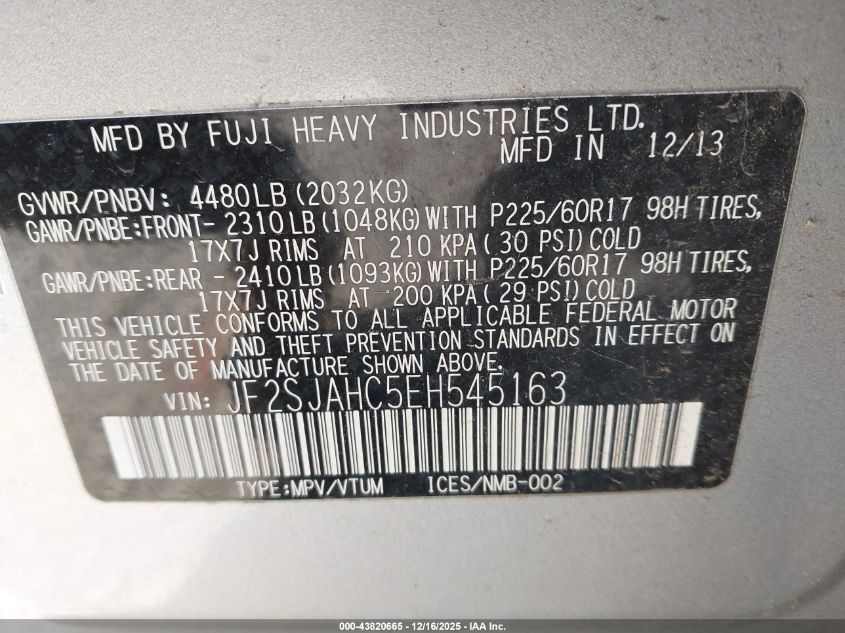 MFD BY FUJI HEAVY INDUSTRIES LTD.
MFD IN 12/13
GVWR/PNBV: 4480LB (2032KG)
GAWR/PNBE:FRONT- 2310LB(1048KG)WITH P225/60R17 98H TIRES,
17X7J RIMS AT 210 KPA(30 PSI)COLD
GAWR/PNBE:REAR - 2410LB(1093KG)WITH P225/60R17 98H TIRES,
17X7J RIMS AT 200 KPA(29 PSI)COLD
THIS VEHICLE CONFORMS TO ALL APPLICABLE FEDERAL MOTOR
VEHICLE SAFETY AND THEFT PREVENTION STANDARDS IN EFFECT ON
THE DATE OF MANUFACTURE SHOWN ABOVE.
VIN: JF2SJAHC5EH545163
TYPE:MPV/VTUM ICES/NMB-002
000-43820665 - 12/16/2025 - IAA Inc.